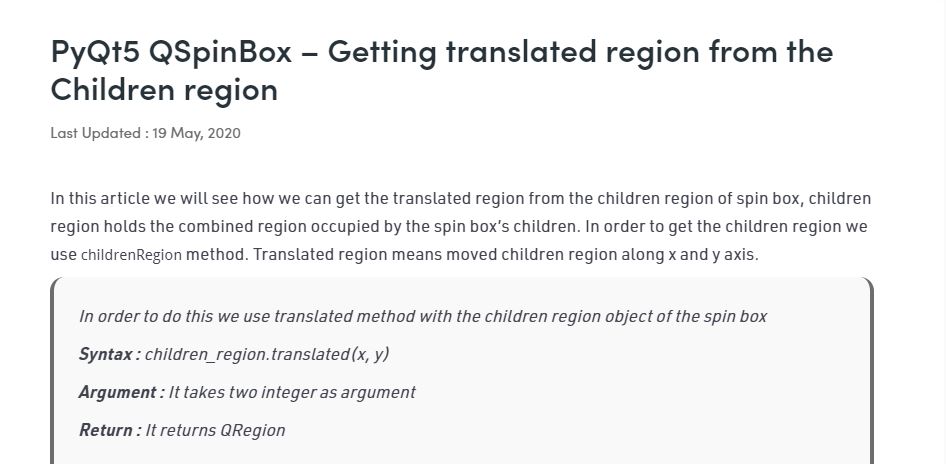 PyQt5 QSpinBox – Getting translated region from the
Children region
Last Updated : 19 May, 2020
In this article we will see how we can get the translated region from the children region of spin box, children
region holds the combined region occupied by the spin box’s children. In order to get the children region we
use childrenRegion method. Translated region means moved children region along x and y axis.
In order to do this we use translated method with the children region object of the spin box
Syntax : children_region.translated(x, y)
Argument : It takes two integer as argument
Return : It returns QRegion